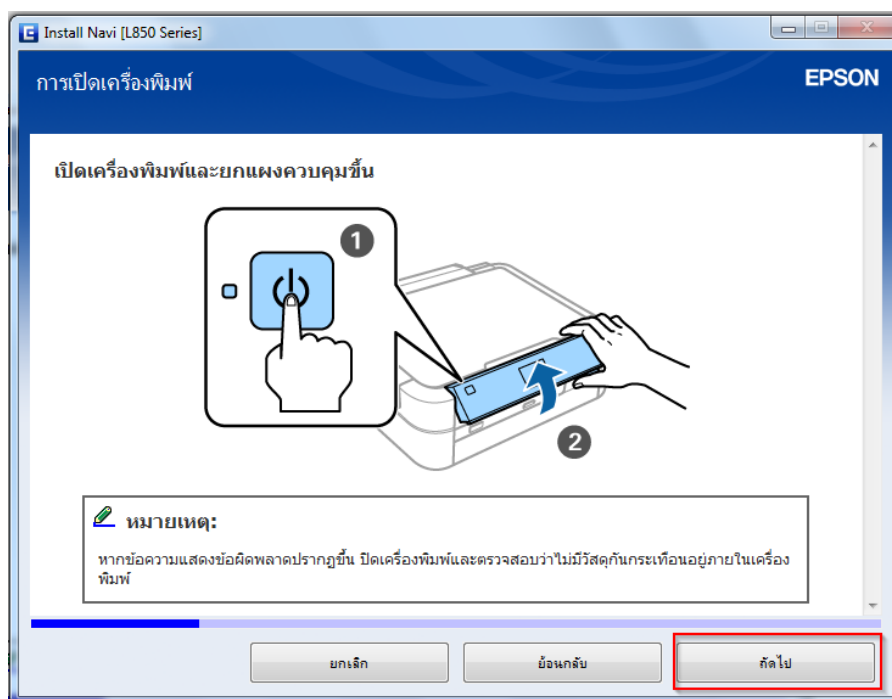 Install Navi [L850 Series]
การเปิดเครื่องพิมพ์
EPSON
เปิดเครื่องพิมพ์และยกแผงควบคุมขึ้น
1
2
หมายเหตุ:
หากข้อความแสดงข้อผิดพลาดปรากฏขึ้น ปิดเครื่องพิมพ์และตรวจสอบว่าไม่มีวัสดุกันกระเทือนอยู่ภายในเครื่อง
พิมพ์
ยกเลิก
ย้อนกลับ
ถัดไป